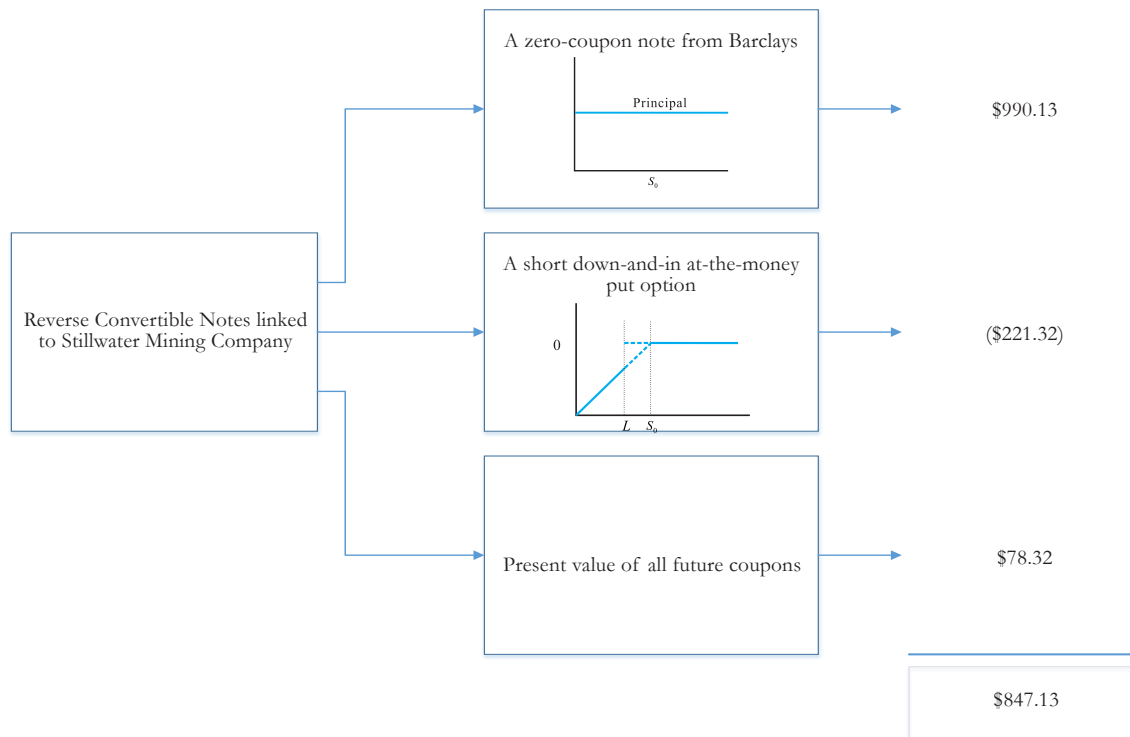 A zero-coupon note from Barclays
Principal
S₀
$990.13
Reverse Convertible Notes linked
to Stillwater Mining Company
A short down-and-in at-the-money
put option
0
L S₀
($221.32)
Present value of all future coupons
$78.32
$847.13